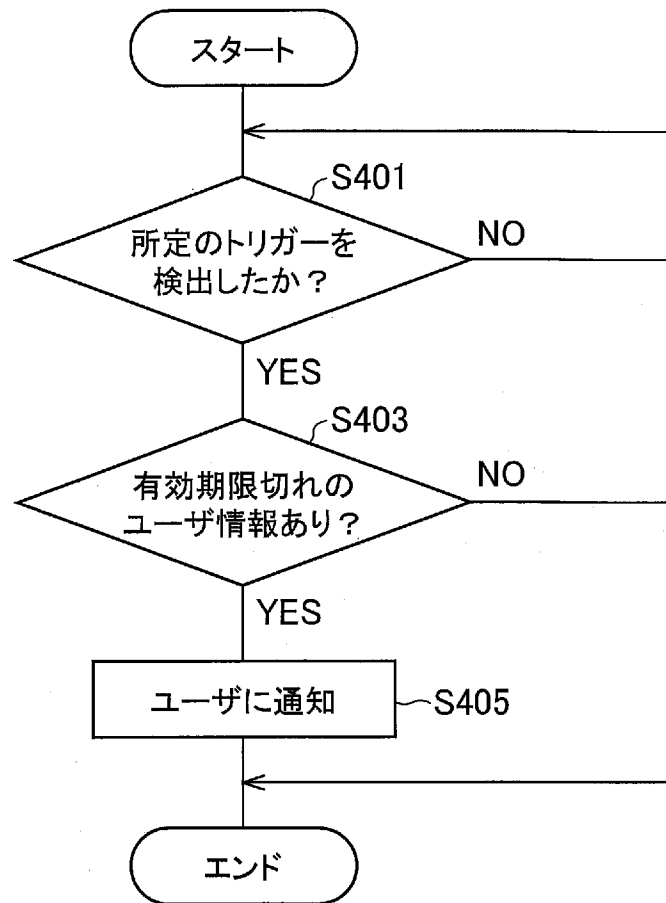 スタート
S401
所定のトリガーを
検出したか？
NO
YES
S403
有効期限切れの
ユーザ情報あり？
NO
YES
ユーザに通知
S405
エンド